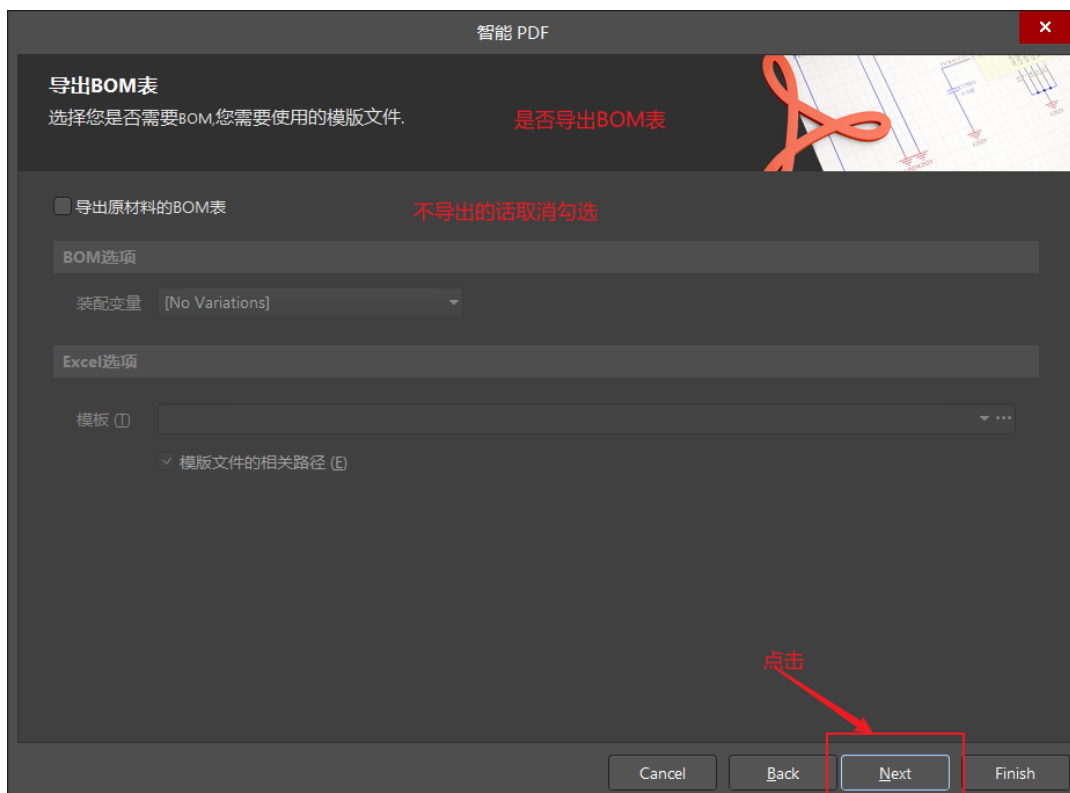 智能 PDF
导出BOM表
选择您是否需要BOM,您需要使用的模版文件.
是否导出BOM表
导出原材料的BOM表
不导出的话取消勾选
BOM选项
装配变量 [No Variations]
Excel选项
模板 (T)
模版文件的相关路径 (E)
点击
Cancel
Back
Next
Finish